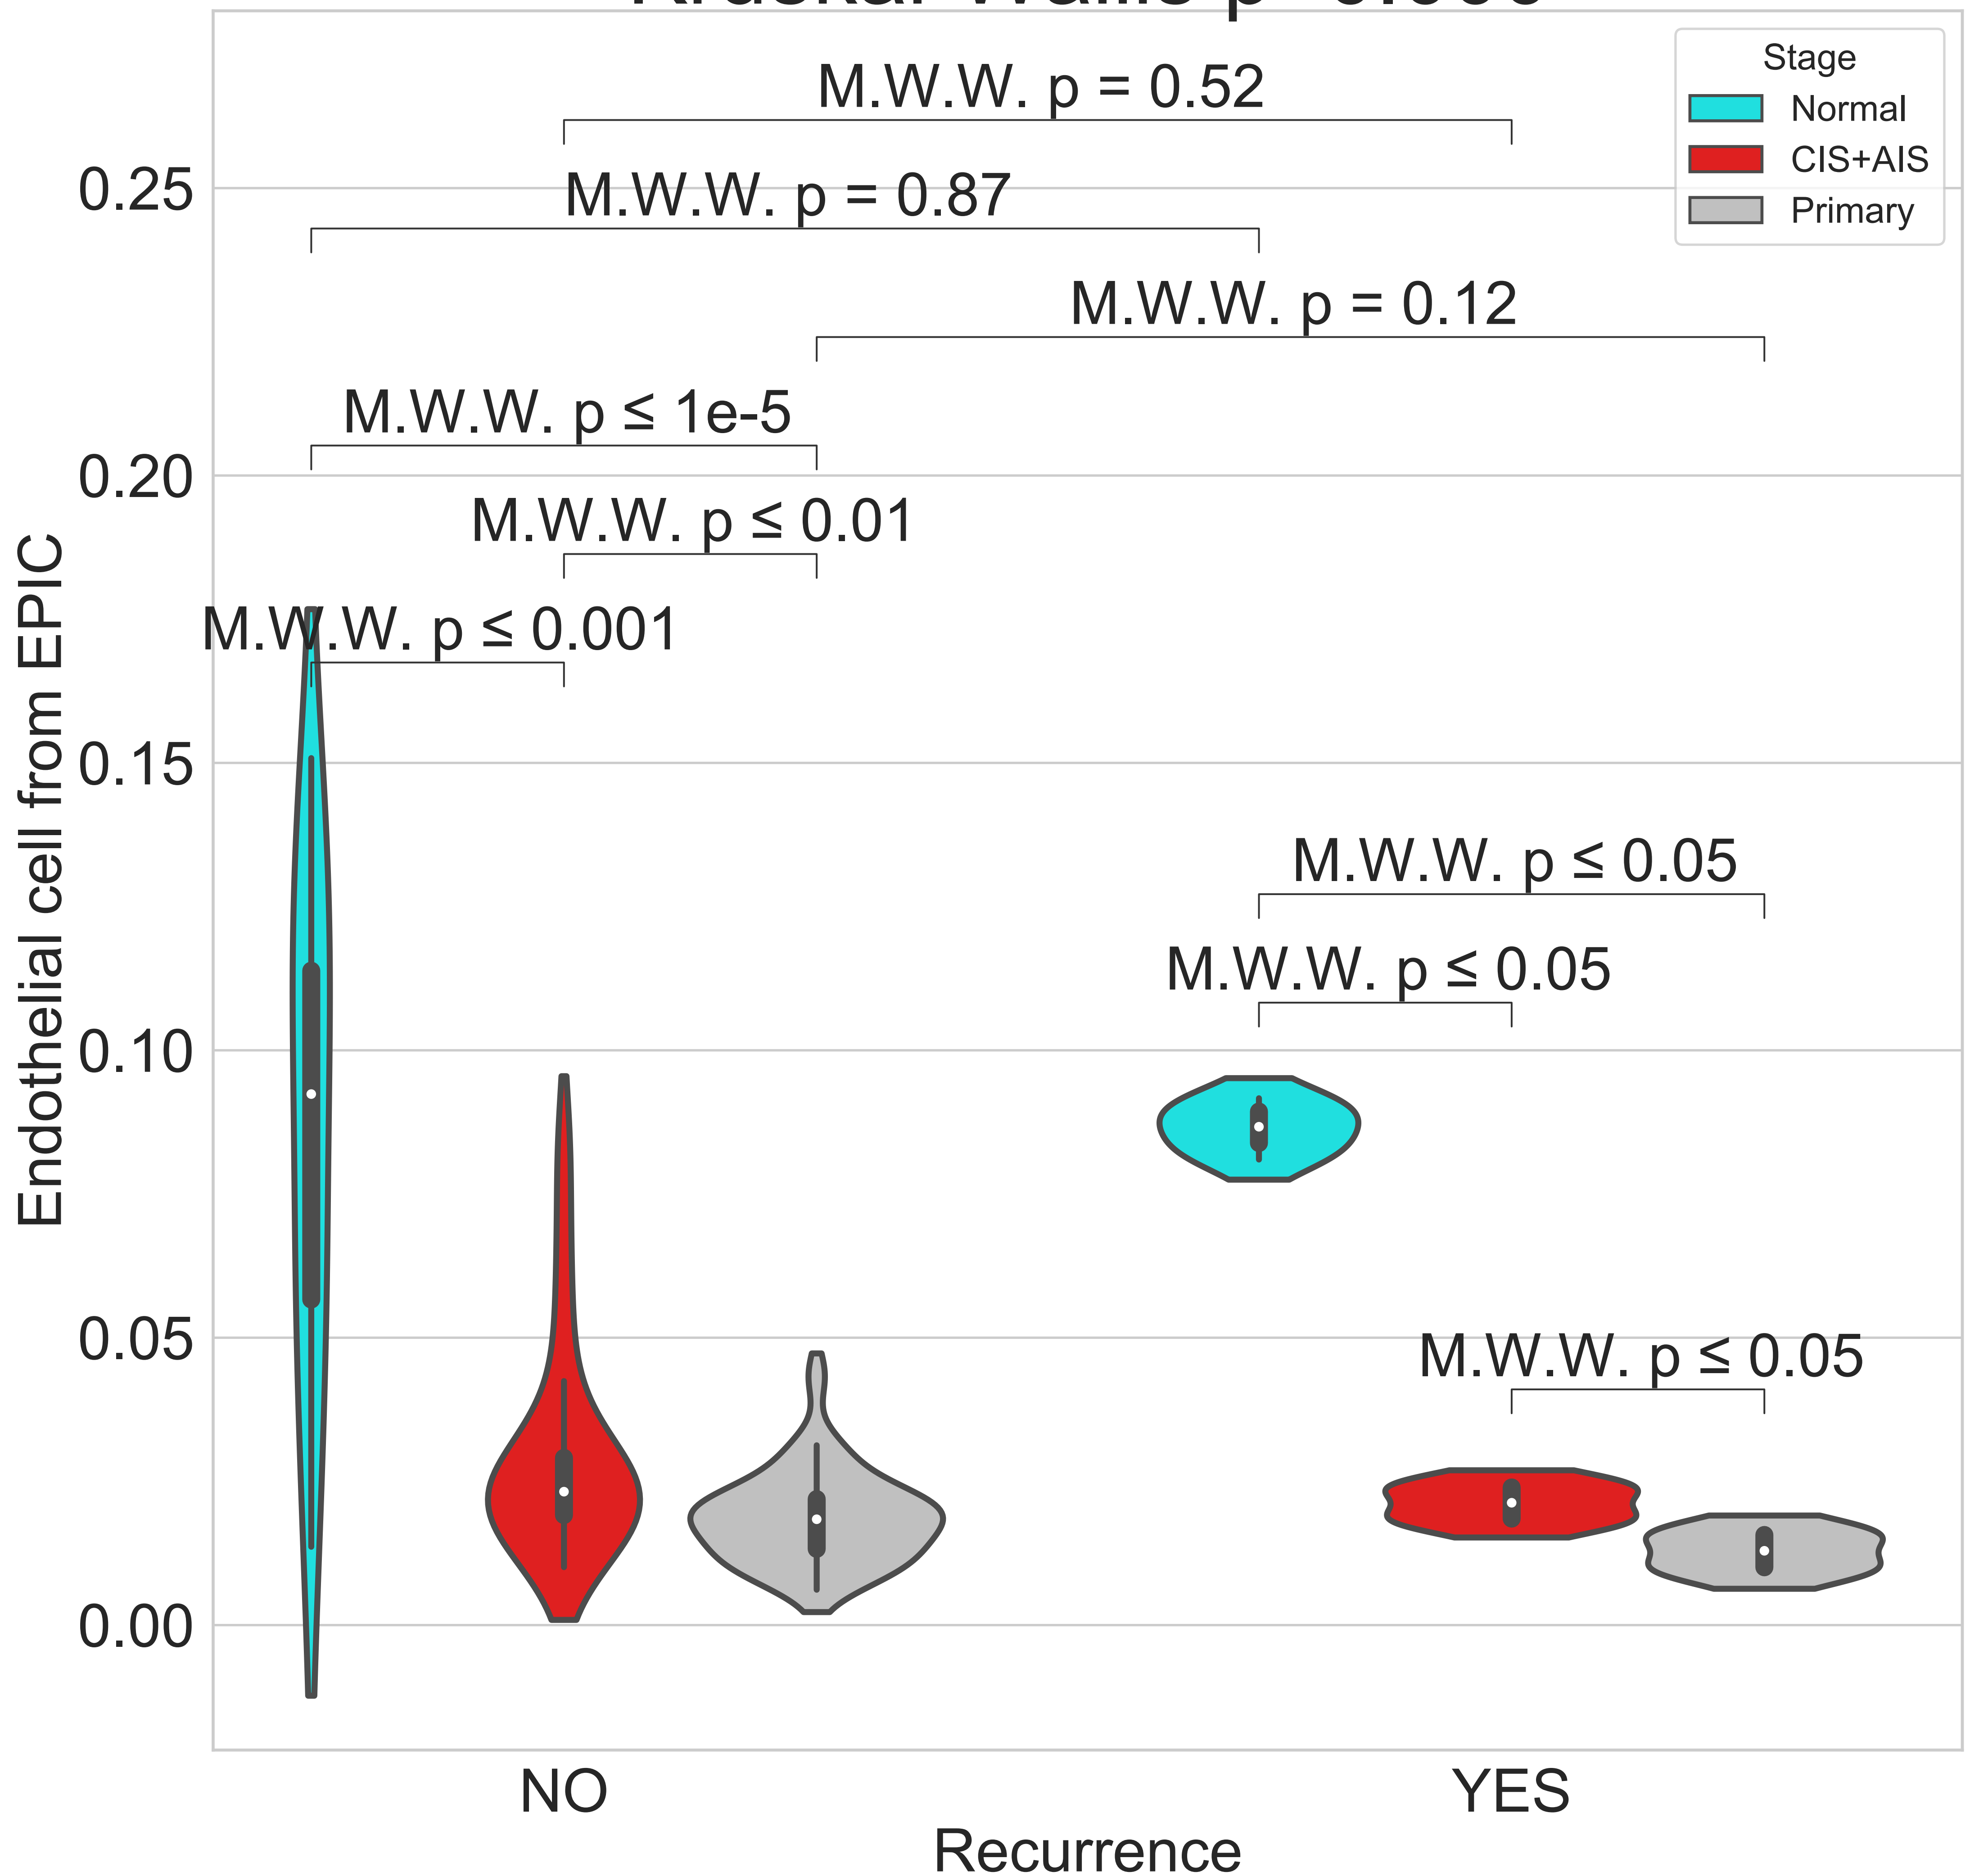 M.W.W. p = 0.52
M.W.W. p = 0.87
M.W.W. p = 0.12
M.W.W. p ≤ 1e-5
M.W.W. p ≤ 0.01
M.W.W. p ≤ 0.001
M.W.W. p ≤ 0.05
M.W.W. p ≤ 0.05
M.W.W. p ≤ 0.05
Stage
Normal
CIS+AIS
Primary
Endothelial cell from EPIC
0.25
0.20
0.15
0.10
0.05
0.00
NO
YES
Recurrence